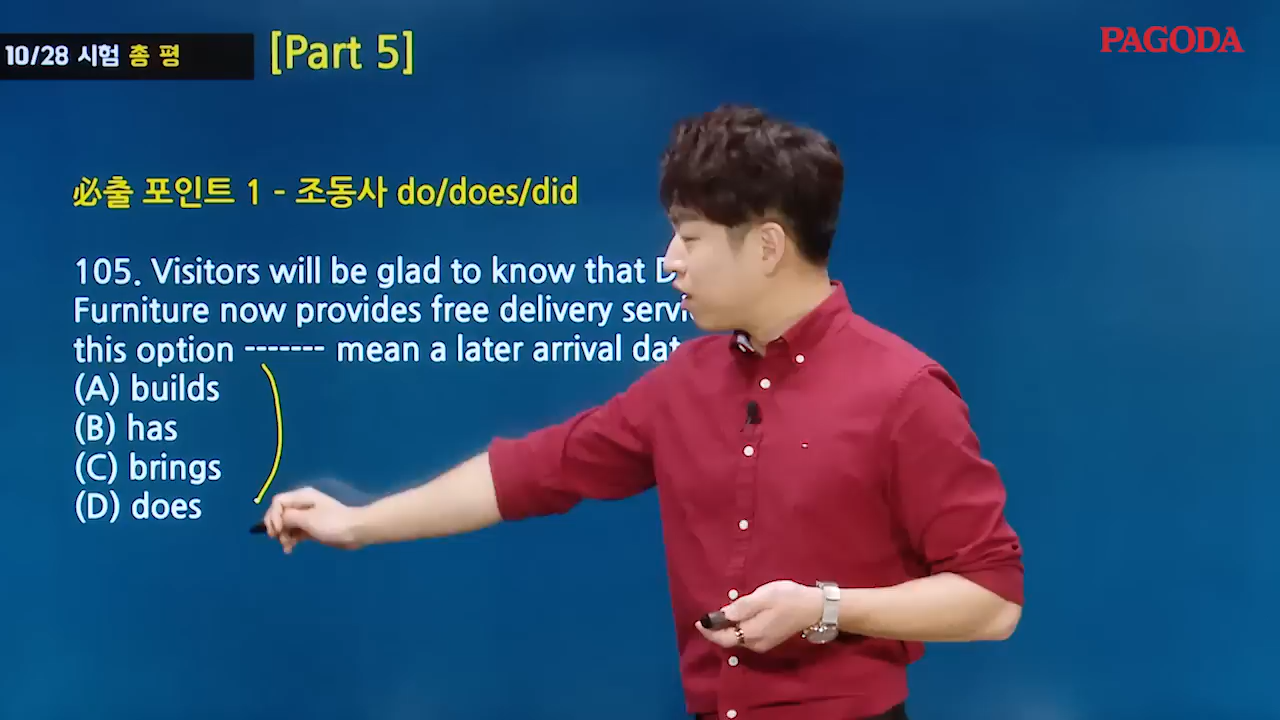 10/28 시험 총 평
[Part 5]
PAGODA
必출 포인트 1 - 조동사 do/does/did
105. Visitors will be glad to know that
Furniture now provides free delivery
this option ------- mean a later arrival
(A) builds
(B) has
(C) brings
(D) does